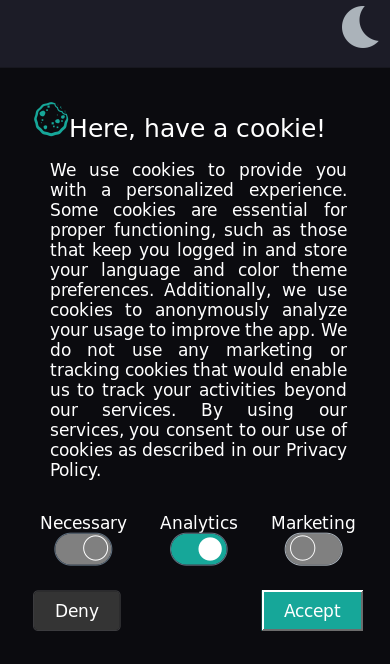 Here, have a cookie!
We use cookies to provide you
with a personalized experience.
Some cookies are essential for
proper functioning, such as those
that keep you logged in and store
your language and color theme
preferences. Additionally, we use
cookies to anonymously analyze
your usage to improve the app. We
do not use any marketing or
tracking cookies that would enable
us to track your activities beyond
our services. By using our
services, you consent to our use of
cookies as described in our Privacy
Policy.
Necessary Analytics Marketing
Deny Accept